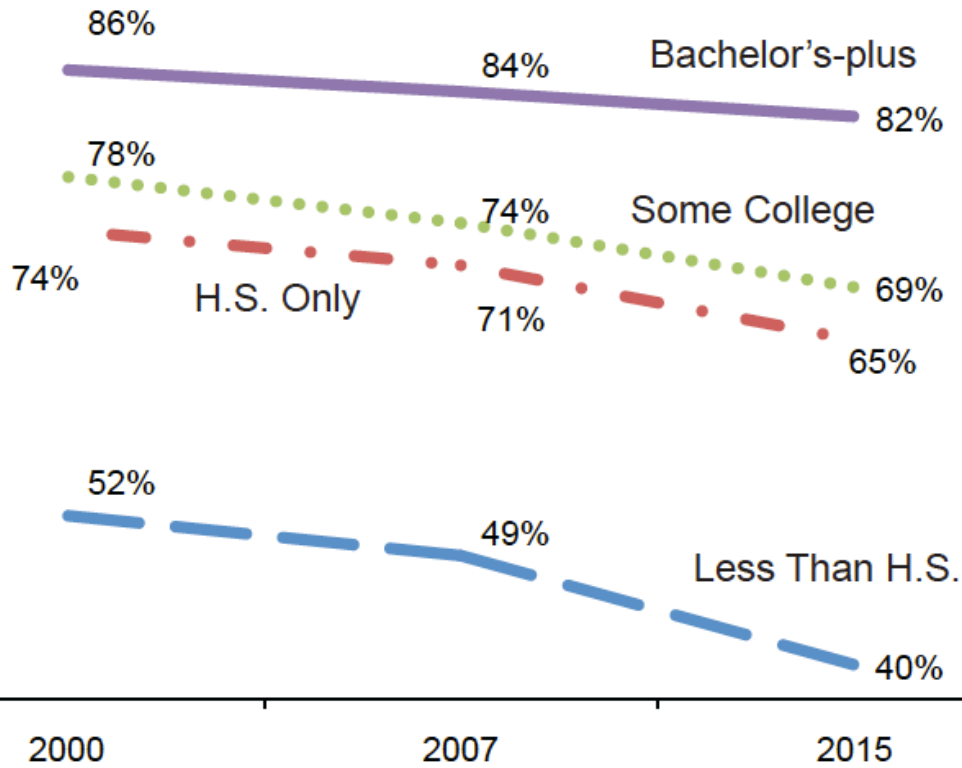 86%
84%
Bachelor's-plus
82%
78%
74%
Some College
69%
74%
H.S. Only
71%
65%
52%
49%
Less Than H.S.
40%
2000 2007 2015